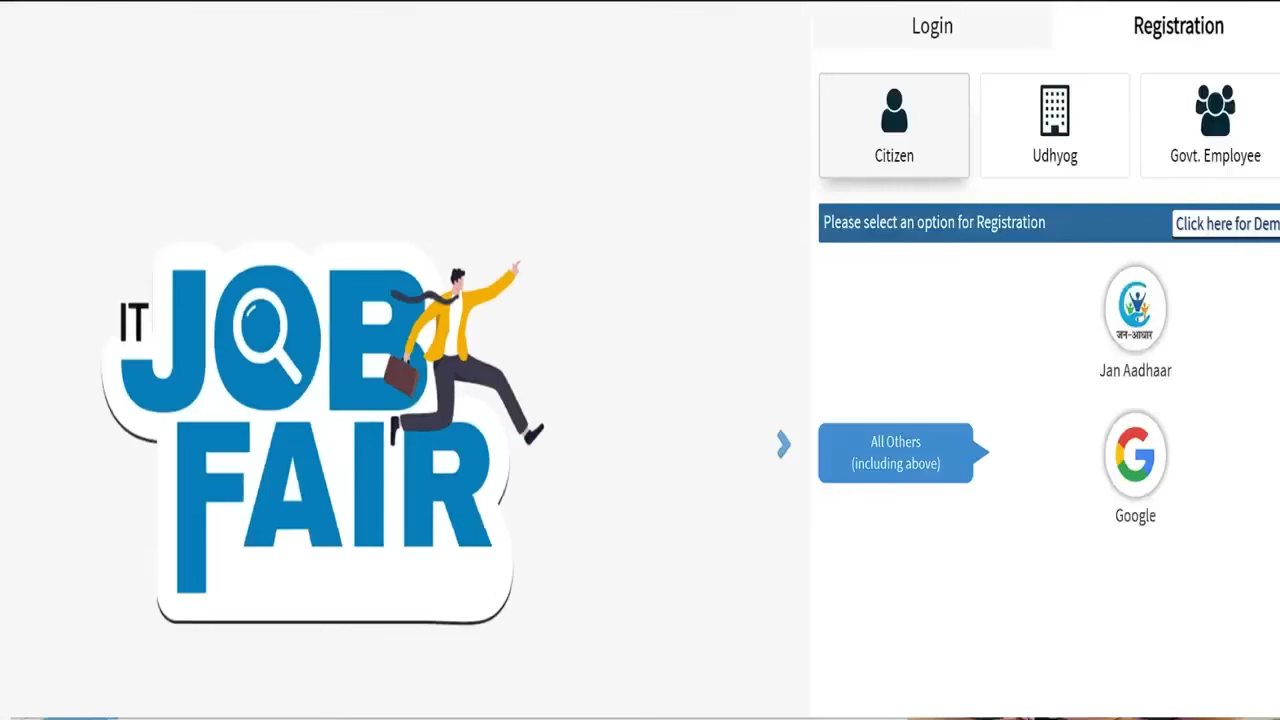 Login
Registration
Citizen
Udhyog
Govt. Employee
Please select an option for Registration
Click here for Dem
IT
JOB
FAIR
जन-आधार
Jan Aadhaar
All Others
(including above)
Google